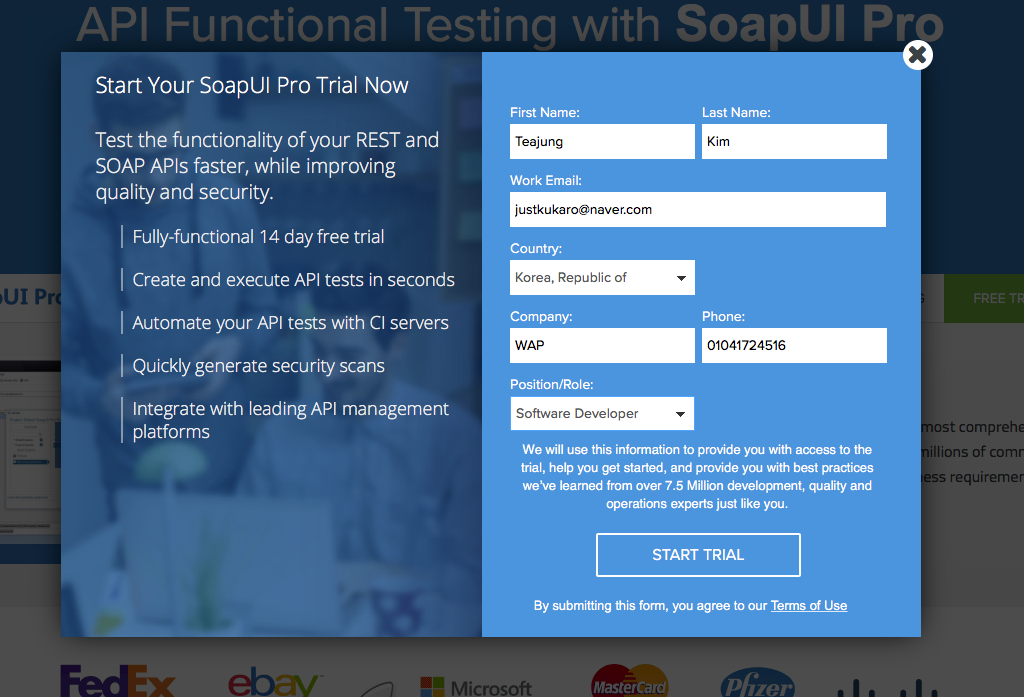 API Functional Testing with SoapUI Pro
Start Your SoapUI Pro Trial Now
Test the functionality of your REST and
SOAP APIs faster, while improving
quality and security.
Fully-functional 14 day free trial
Create and execute API tests in seconds
Automate your API tests with CI servers
Quickly generate security scans
Integrate with leading API management
platforms
First Name:
Last Name:
Teajung
Kim
Work Email:
justkukaro@naver.com
Country:
Korea, Republic of
Company:
Phone:
WAP
01041724516
Position/Role:
Software Developer
We will use this information to provide you with access to the
trial, help you get started, and provide you with best practices
we've learned from over 7.5 Million development, quality and
operations experts just like you.
START TRIAL
By submitting this form, you agree to our Terms of Use
UI Pro
FREE TR
most comprehe
millions of comm
ess requiremen
FedEx
ebay
Microsoft
MasterCard
Pfizer